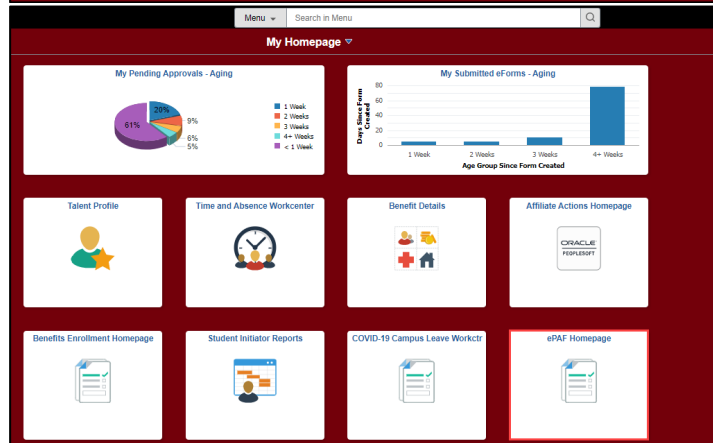 Menu
Search in Menu
My Homepage
My Pending Approvals - Aging
20%
9%
6%
5%
61%
1 Week
2 Weeks
3 Weeks
4+ Weeks
< 1 Week
My Submitted eForms - Aging
Days Since Form
Created
80
60
40
20
0
1 Week
2 Weeks
3 Weeks
4+ Weeks
Age Group Since Form Created
Talent Profile
Time and Absence Workcenter
Benefit Details
Affiliate Actions Homepage
ORACLE
PEOPLESOFT
Benefits Enrollment Homepage
Student Initiator Reports
COVID-19 Campus Leave Workctr
ePAF Homepage